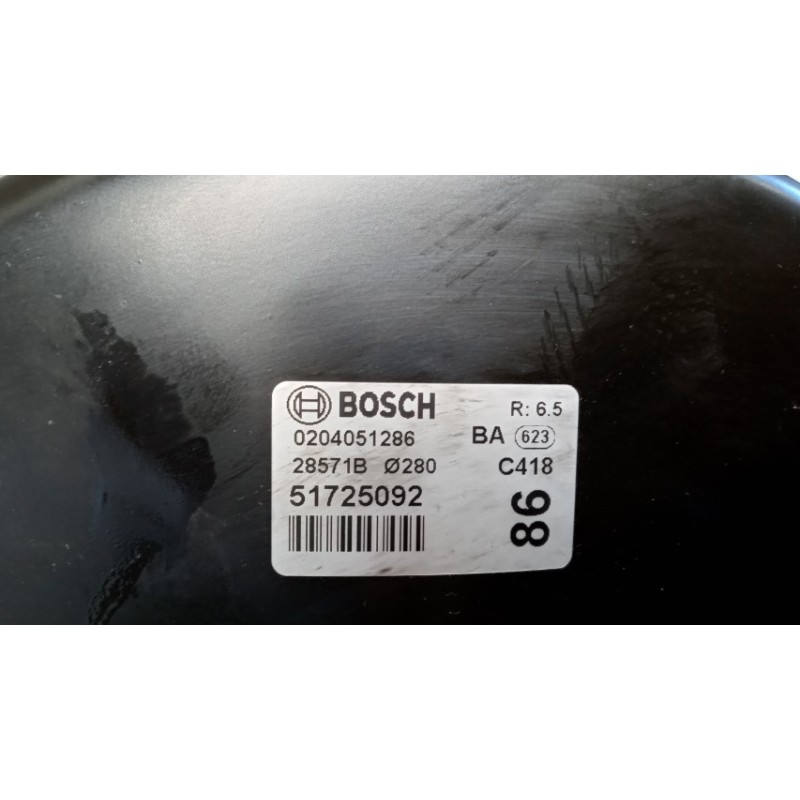 BOSCH R: 6.5
0204051286 BA 623
28571B Ø280 C418
51725092
86